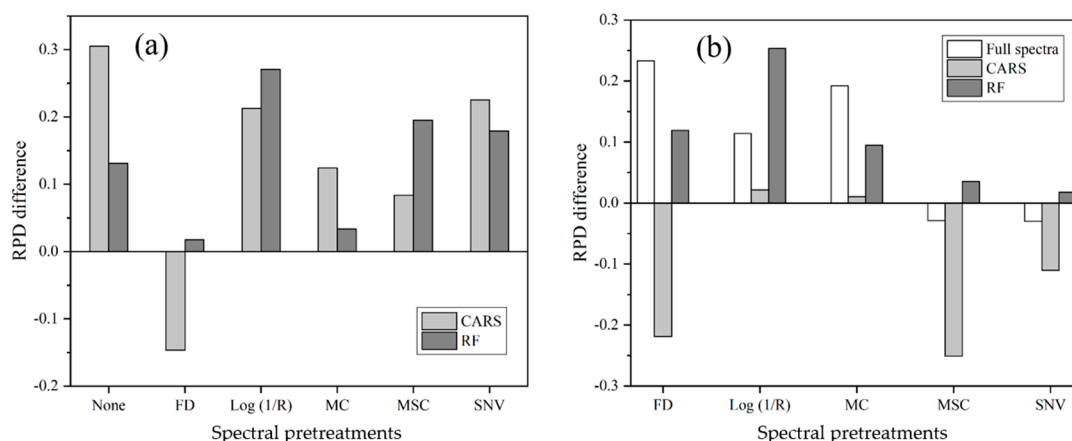 (a)
RPD difference
0.3
0.2
0.1
0.0
-0.1
-0.2
CARS
RF
None FD Log (1/R) MC MSC SNV
Spectral pretreatments
(b)
RPD difference
0.3
0.2
0.1
0.0
-0.1
-0.2
-0.3
Full spectra
CARS
RF
FD Log (1/R) MC MSC SNV
Spectral pretreatments